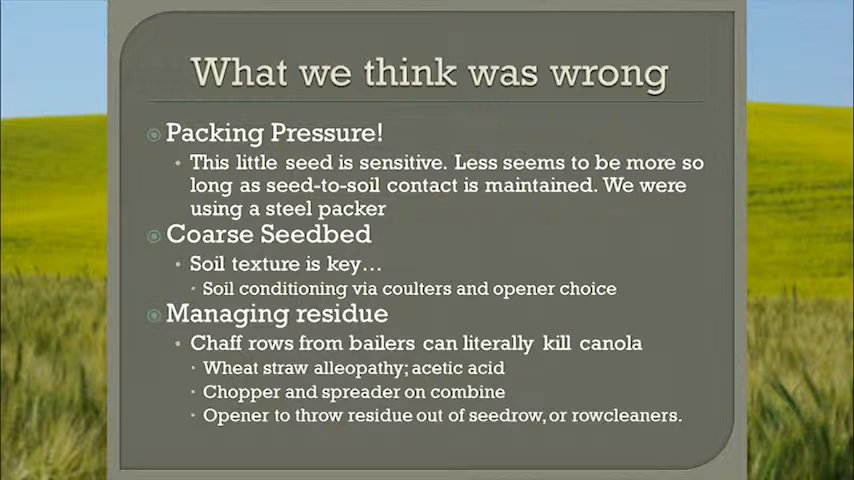 What we think was wrong
Packing Pressure!
This little seed is sensitive. Less seems to be more so
long as seed-to-soil contact is maintained. We were
using a steel packer
Coarse Seedbed
Soil texture is key…
Soil conditioning via coulters and opener choice
Managing residue
Chaff rows from bailers can literally kill canola
Wheat straw alleopathy; acetic acid
Chopper and spreader on combine
Opener to throw residue out of seedrow, or rowcleaners.